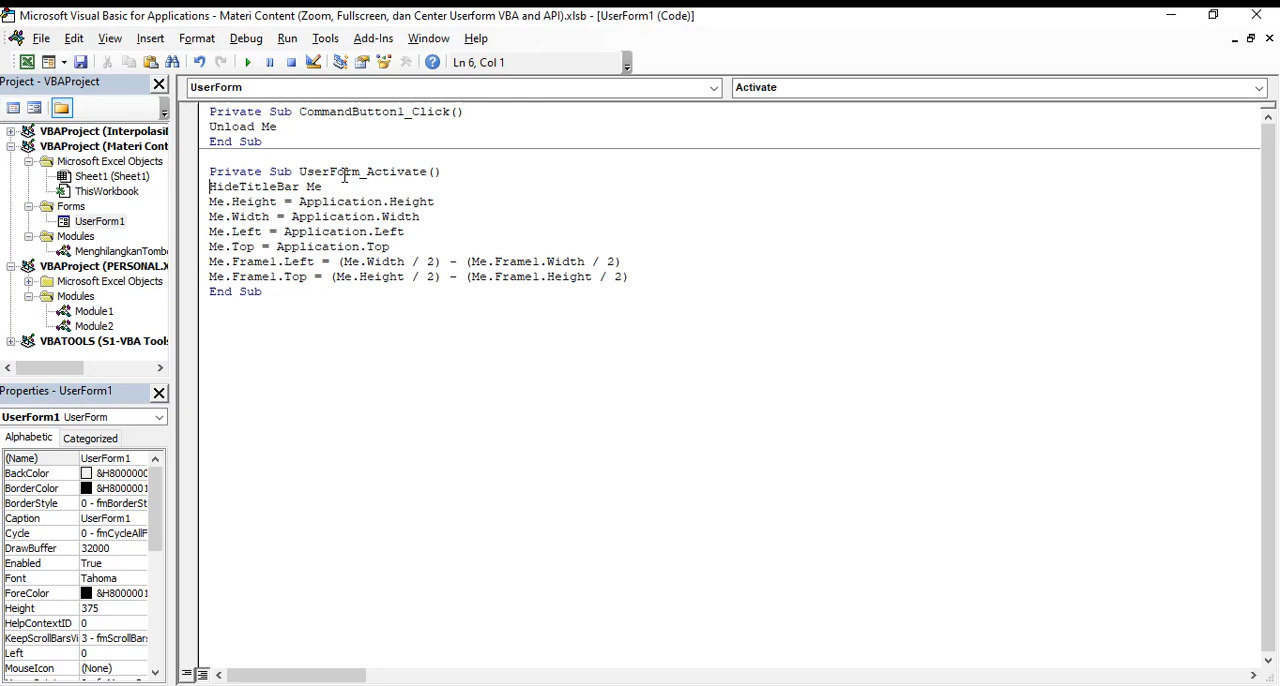 Microsoft Visual Basic for Applications - Materi Content (Zoom, Fullscreen, dan Center Userform VBA and API).xlsb - [UserForm1 (Code)]
File Edit View Insert Format Debug Run Tools Add-Ins Window Help
Ln 6, Col 1
Project - VBAProject
VBAProject (Interpolasil
VBAProject (Materi Cont
Microsoft Excel Objects
Sheet1 (Sheet1)
ThisWorkbook
Forms
UserForm1
Modules
MenghilangkanTombo
VBAProject (PERSONAL.X
Microsoft Excel Objects
Modules
Module1
Module2
VBATOOLS (S1-VBA Tools
Properties - UserForm1
UserForm1 UserForm
Alphabetic Categorized
(Name) UserForm1
BackColor &H8000000
BorderColor &H8000001
BorderStyle 0 - fmBorderSt
Caption UserForm1
Cycle 0 - fmCycleAllF
DrawBuffer 32000
Enabled True
Font Tahoma
ForeColor &H8000001
Height 375
HelpContextID 0
KeepScrollBarsVi 3 - fmScrollBar
Left 0
MouseIcon (None)
UserForm Activate
Private Sub CommandButton1_Click()
Unload Me
End Sub
Private Sub UserForm_Activate()
HideTitleBar Me
Me.Height = Application.Height
Me.Width = Application.Width
Me.Left = Application.Left
Me.Top = Application.Top
Me.Frame1.Left = (Me.Width / 2) - (Me.Frame1.Width / 2)
Me.Frame1.Top = (Me.Height / 2) - (Me.Frame1.Height / 2)
End Sub